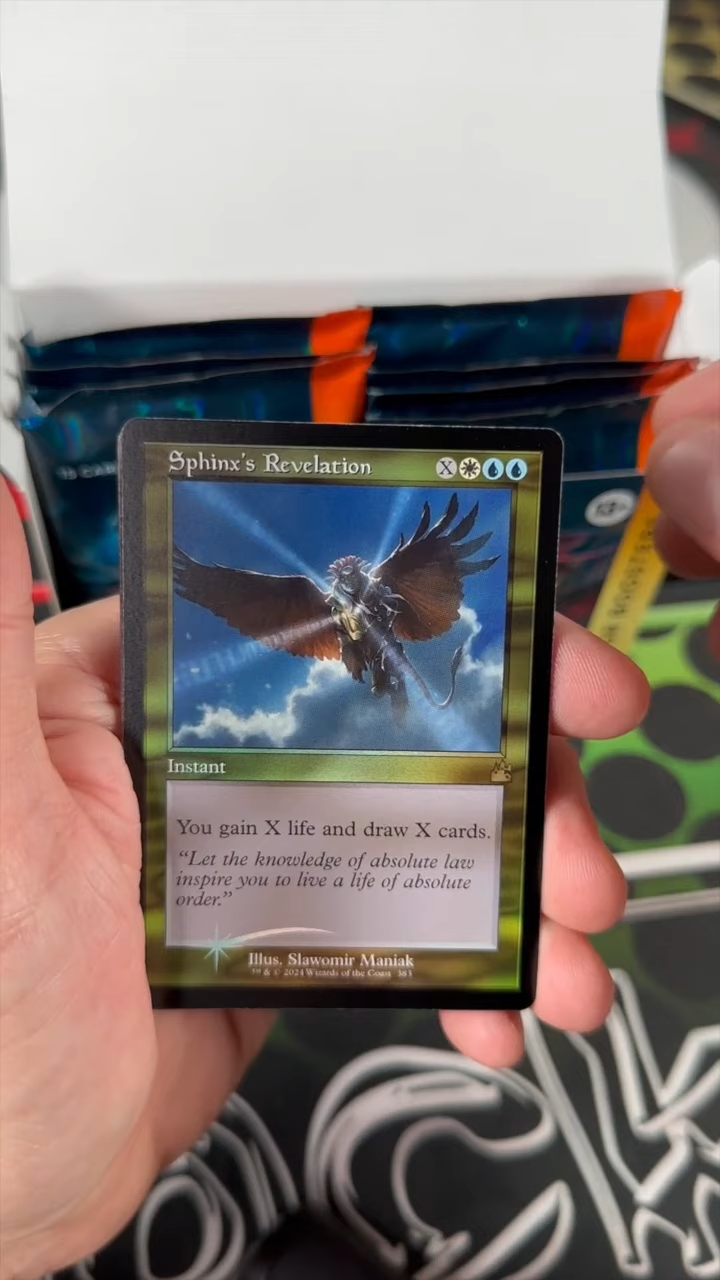 Sphinx's Revelation X
Instant
You gain X life and draw X cards.
“Let the knowledge of absolute law
inspire you to live a life of absolute
order.”
Illus. Slawomir Maniak
™ & © 2024 Wizards of the Coast 383